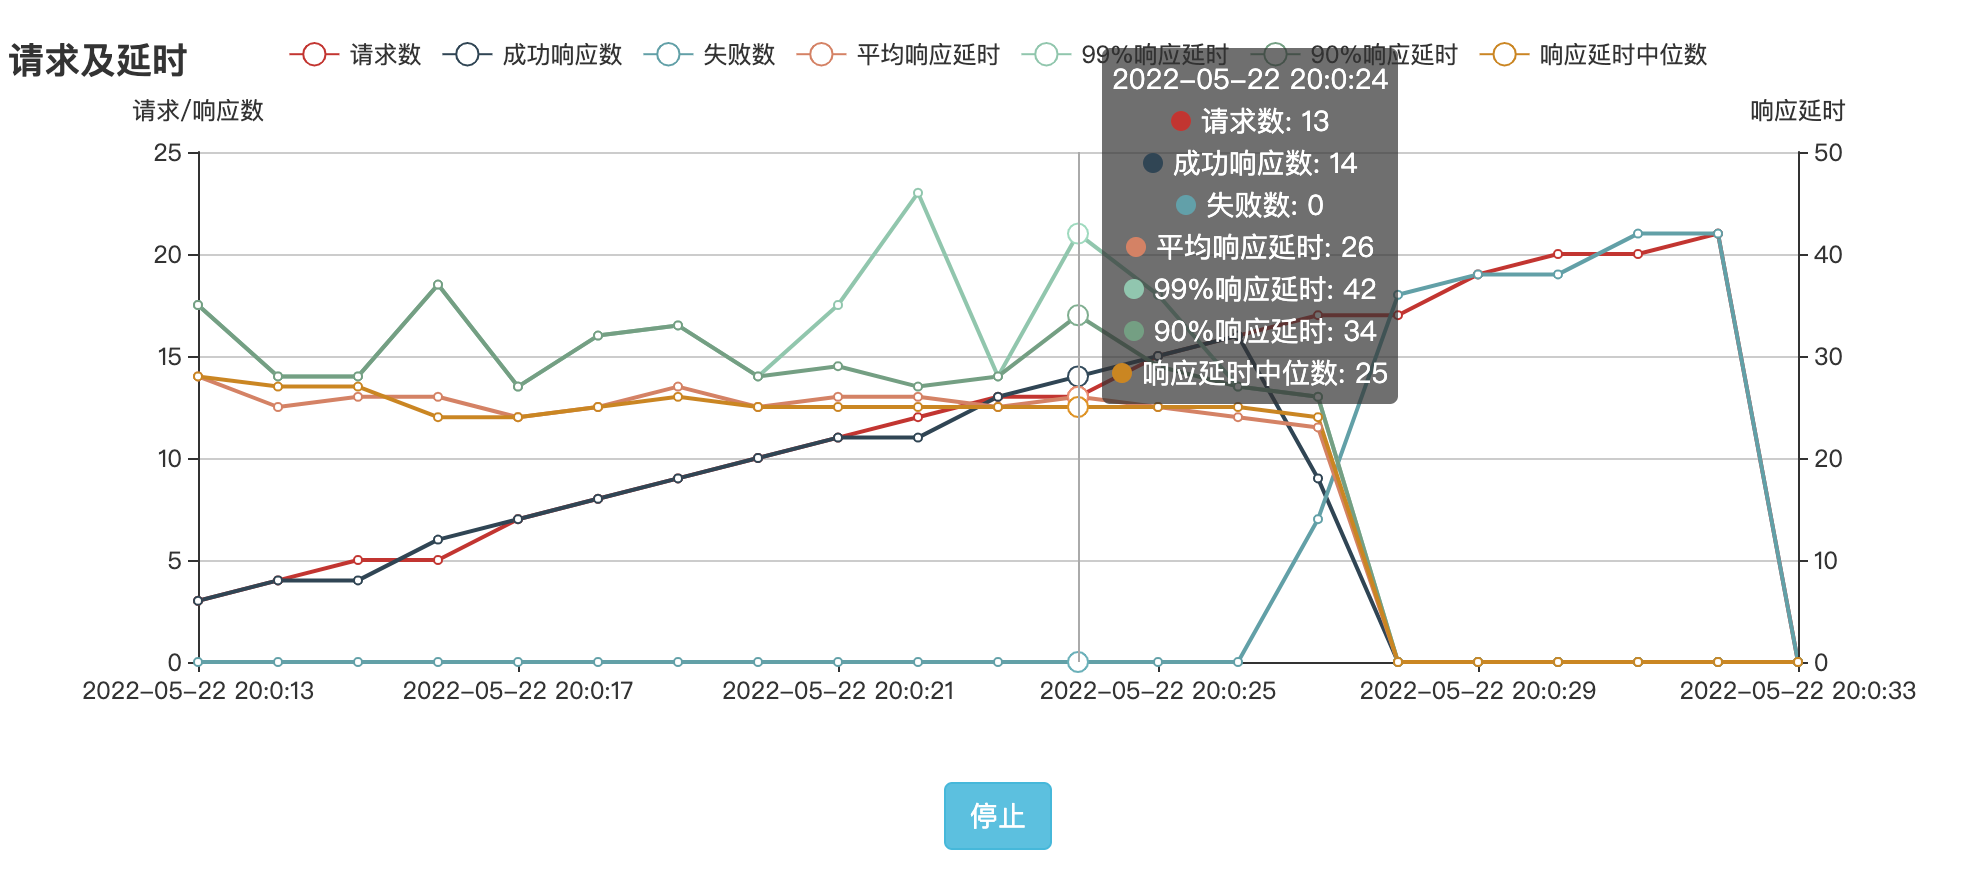 请求及延时
请求数 成功响应数 失败数 平均响应延时 99%响应延时 90%响应延时 响应延时中位数
请求/响应数
响应延时
2022-05-22 20:0:24
请求数: 13
成功响应数: 14
失败数: 0
平均响应延时: 26
99%响应延时: 42
90%响应延时: 34
响应延时中位数: 25
25
20
15
10
5
0
50
40
30
20
10
0
2022-05-22 20:0:13 2022-05-22 20:0:17 2022-05-22 20:0:21 2022-05-22 20:0:25 2022-05-22 20:0:29 2022-05-22 20:0:33
停止